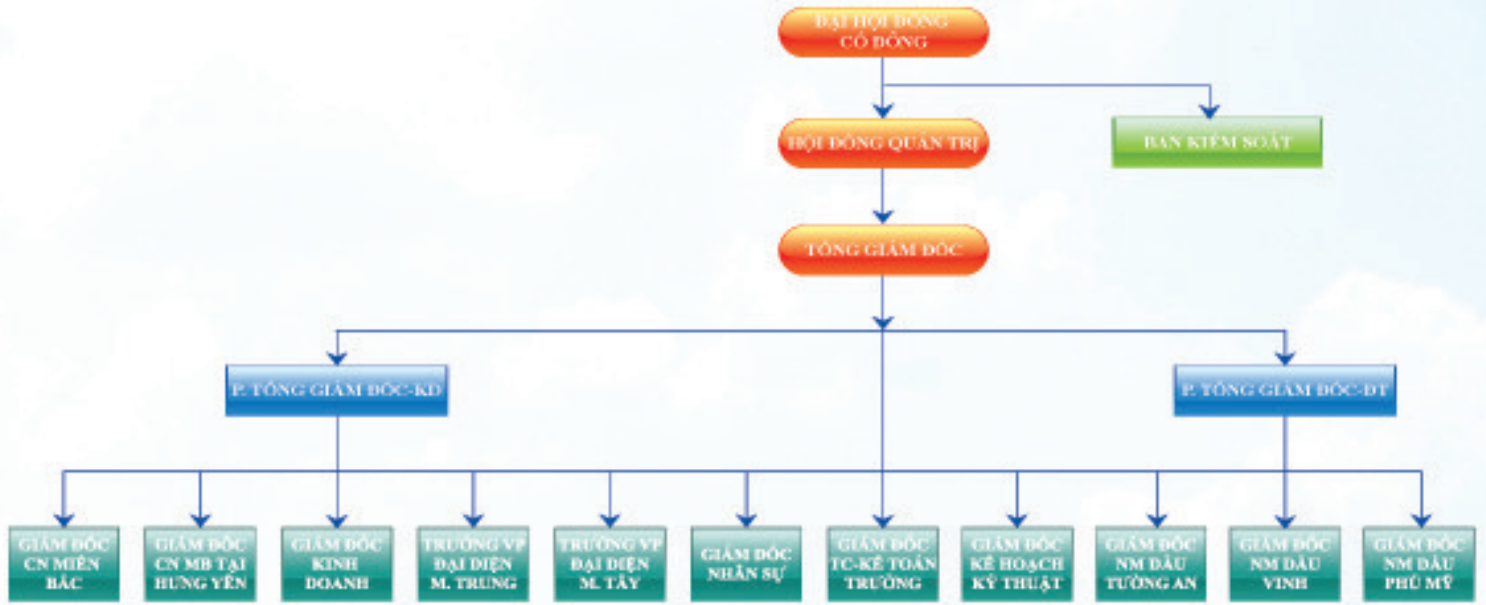 ĐẠI HỘI ĐỒNG
CỔ ĐÔNG
HỘI ĐỒNG QUẢN TRỊ
BAN KIỂM SOÁT
TỔNG GIÁM ĐỐC
P. TỔNG GIÁM ĐỐC-KD
P. TỔNG GIÁM ĐỐC-ĐT
GIÁM ĐỐC
CN MIỀN
BẮC
GIÁM ĐỐC
CN MB TẠI
HƯNG YÊN
GIÁM ĐỐC
KINH
DOANH
TRƯỞNG VP
ĐẠI DIỆN
M. TRUNG
TRƯỞNG VP
ĐẠI DIỆN
M. TÂY
GIÁM ĐỐC
NHÂN SỰ
GIÁM ĐỐC
TC-KẾ TOÁN
TRƯỞNG
GIÁM ĐỐC
KẾ HOẠCH
KỸ THUẬT
GIÁM ĐỐC
NM DẦU
TƯỜNG AN
GIÁM ĐỐC
NM DẦU
VINH
GIÁM ĐỐC
NM DẦU
PHÚ MỸ